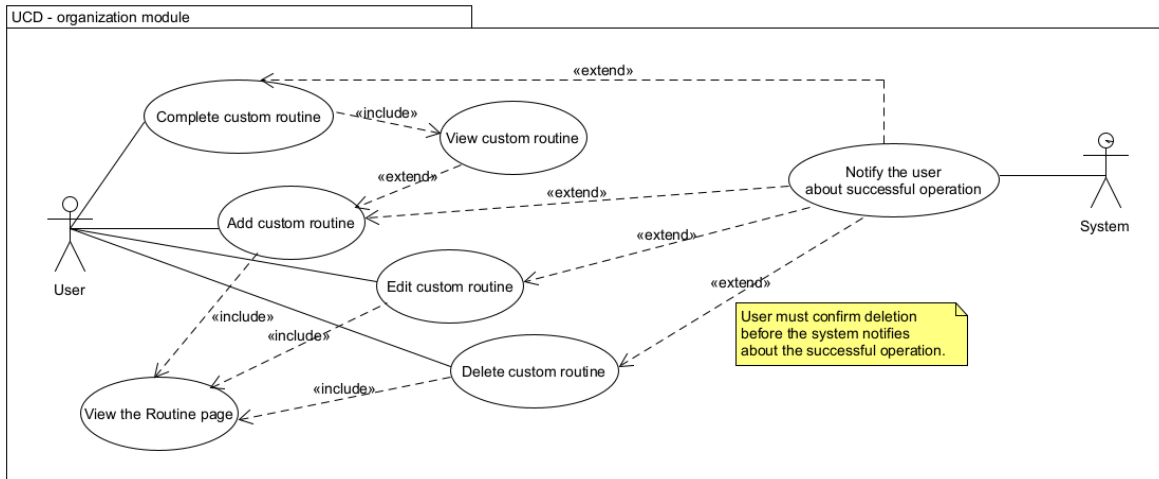 UCD - organization module
«extend»
Complete custom routine
«include»
View custom routine
«extend»
Notify the user
about successful operation
«extend»
Add custom routine
System
«extend»
User
Edit custom routine
«extend»
«include»
User must confirm deletion
before the system notifies
about the successful operation.
«include»
Delete custom routine
«include»
View the Routine page